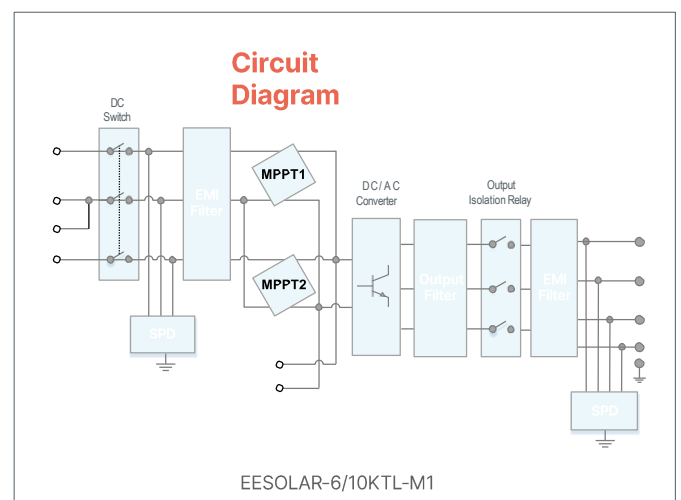 Circuit
Diagram
DC
Switch
EMI
Filter
MPPT1
MPPT2
DC/AC
Converter
Output
Isolation Relay
Output
Filter
EMI
Filter
SPD
SPD
EESOLAR-6/10KTL-M1